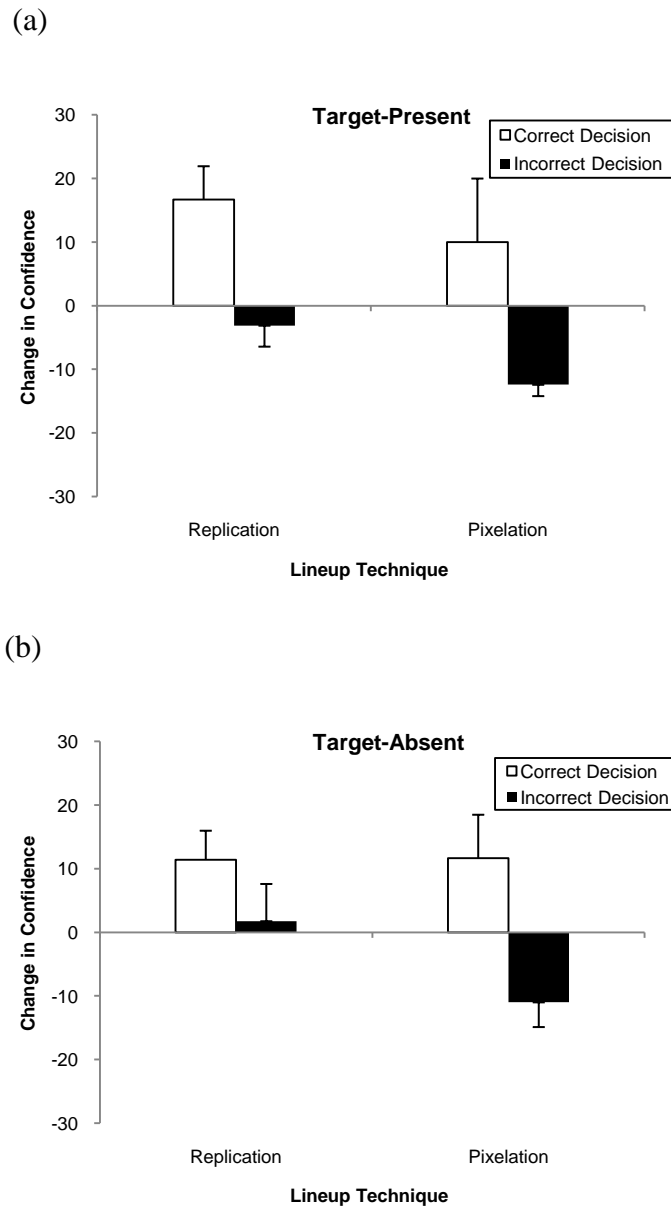 (a)
Target-Present
Correct Decision
Incorrect Decision
30
20
10
0
-10
-20
-30
Change in Confidence
Replication Pixelation
Lineup Technique
(b)
Target-Absent
Correct Decision
Incorrect Decision
30
20
10
0
-10
-20
-30
Change in Confidence
Replication Pixelation
Lineup Technique